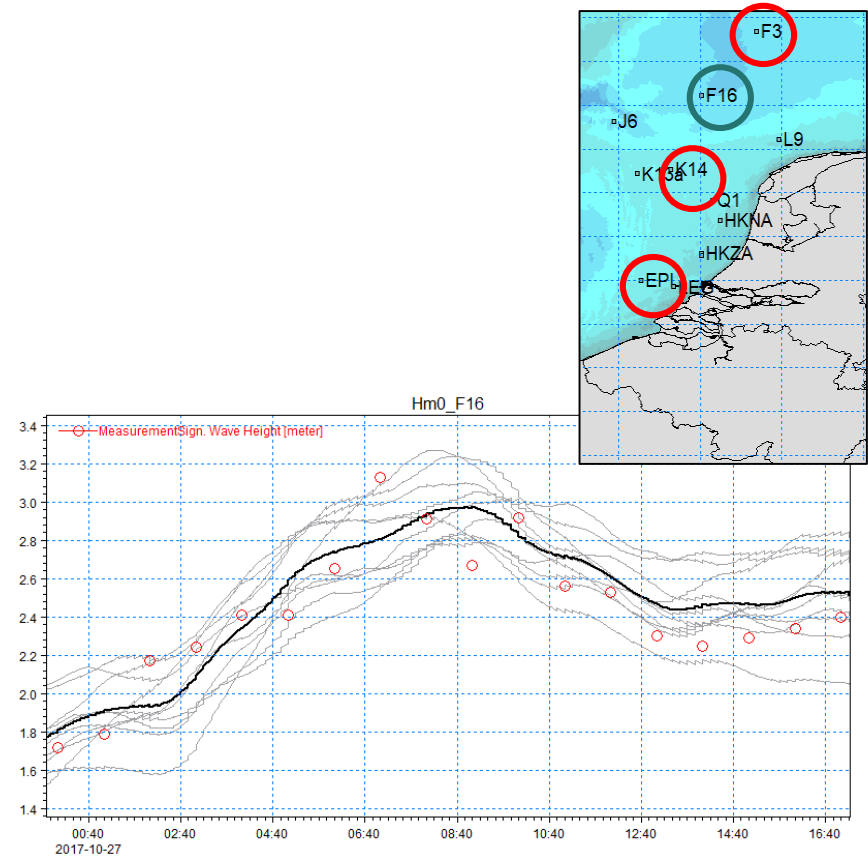 F3
F16
J6
L9
K13a
K14
Q1
HKNA
HKZA
EPL
LEG
Hm0_F16
MeasurementSign. Wave Height [meter]
3.4
3.2
3.0
2.8
2.6
2.4
2.2
2.0
1.8
1.6
1.4
00:40 02:40 04:40 06:40 08:40 10:40 12:40 14:40 16:40
2017-10-27